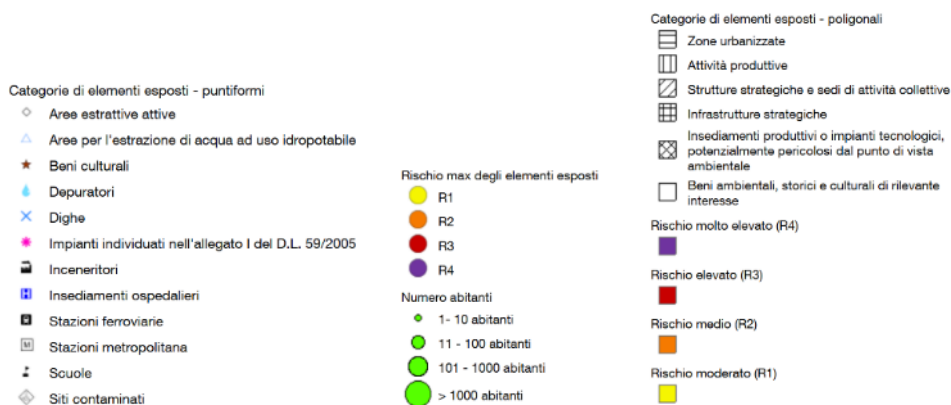 Categorie di elementi esposti - puntiformi
Aree estrattive attive
Aree per l'estrazione di acqua ad uso idropotabile
Beni culturali
Depuratori
Dighe
Impianti individuati nell'allegato I del D.L. 59/2005
Inceneritori
Insediamenti ospedalieri
Stazioni ferroviarie
M Stazioni metropolitana
Scuole
Siti contaminati
Rischio max degli elementi esposti
R1
R2
R3
R4
Numero abitanti
1- 10 abitanti
11 - 100 abitanti
101 - 1000 abitanti
> 1000 abitanti
Categorie di elementi esposti - poligonali
Zone urbanizzate
Attività produttive
Strutture strategiche e sedi di attività collettive
Infrastrutture strategiche
Insediamenti produttivi o impianti tecnologici,
potenzialmente pericolosi dal punto di vista
ambientale
Beni ambientali, storici e culturali di rilevante
interesse
Rischio molto elevato (R4)
Rischio elevato (R3)
Rischio medio (R2)
Rischio moderato (R1)